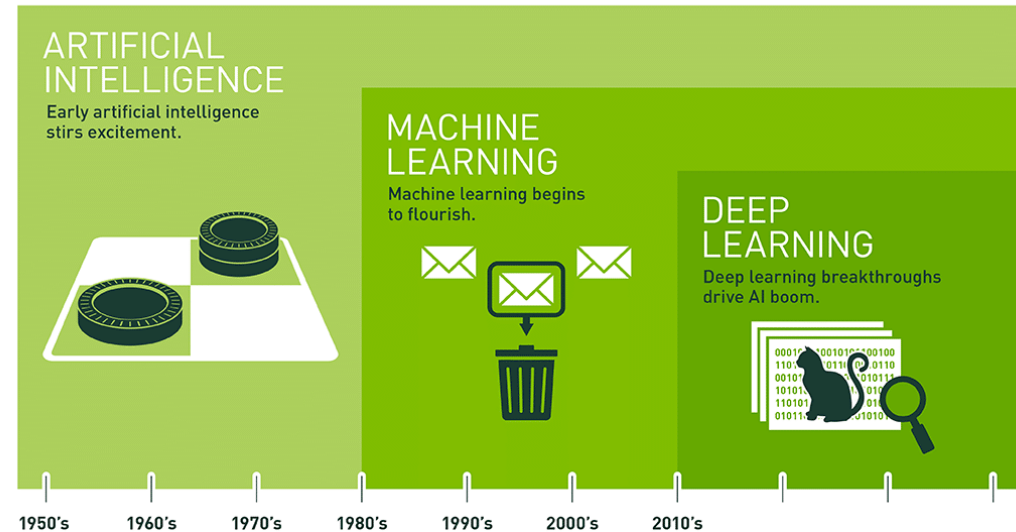 ARTIFICIAL
INTELLIGENCE
Early artificial intelligence
stirs excitement.
MACHINE
LEARNING
Machine learning begins
to flourish.
DEEP
LEARNING
Deep learning breakthroughs
drive AI boom.
1950's
1960's
1970's
1980's
1990's
2000's
2010's